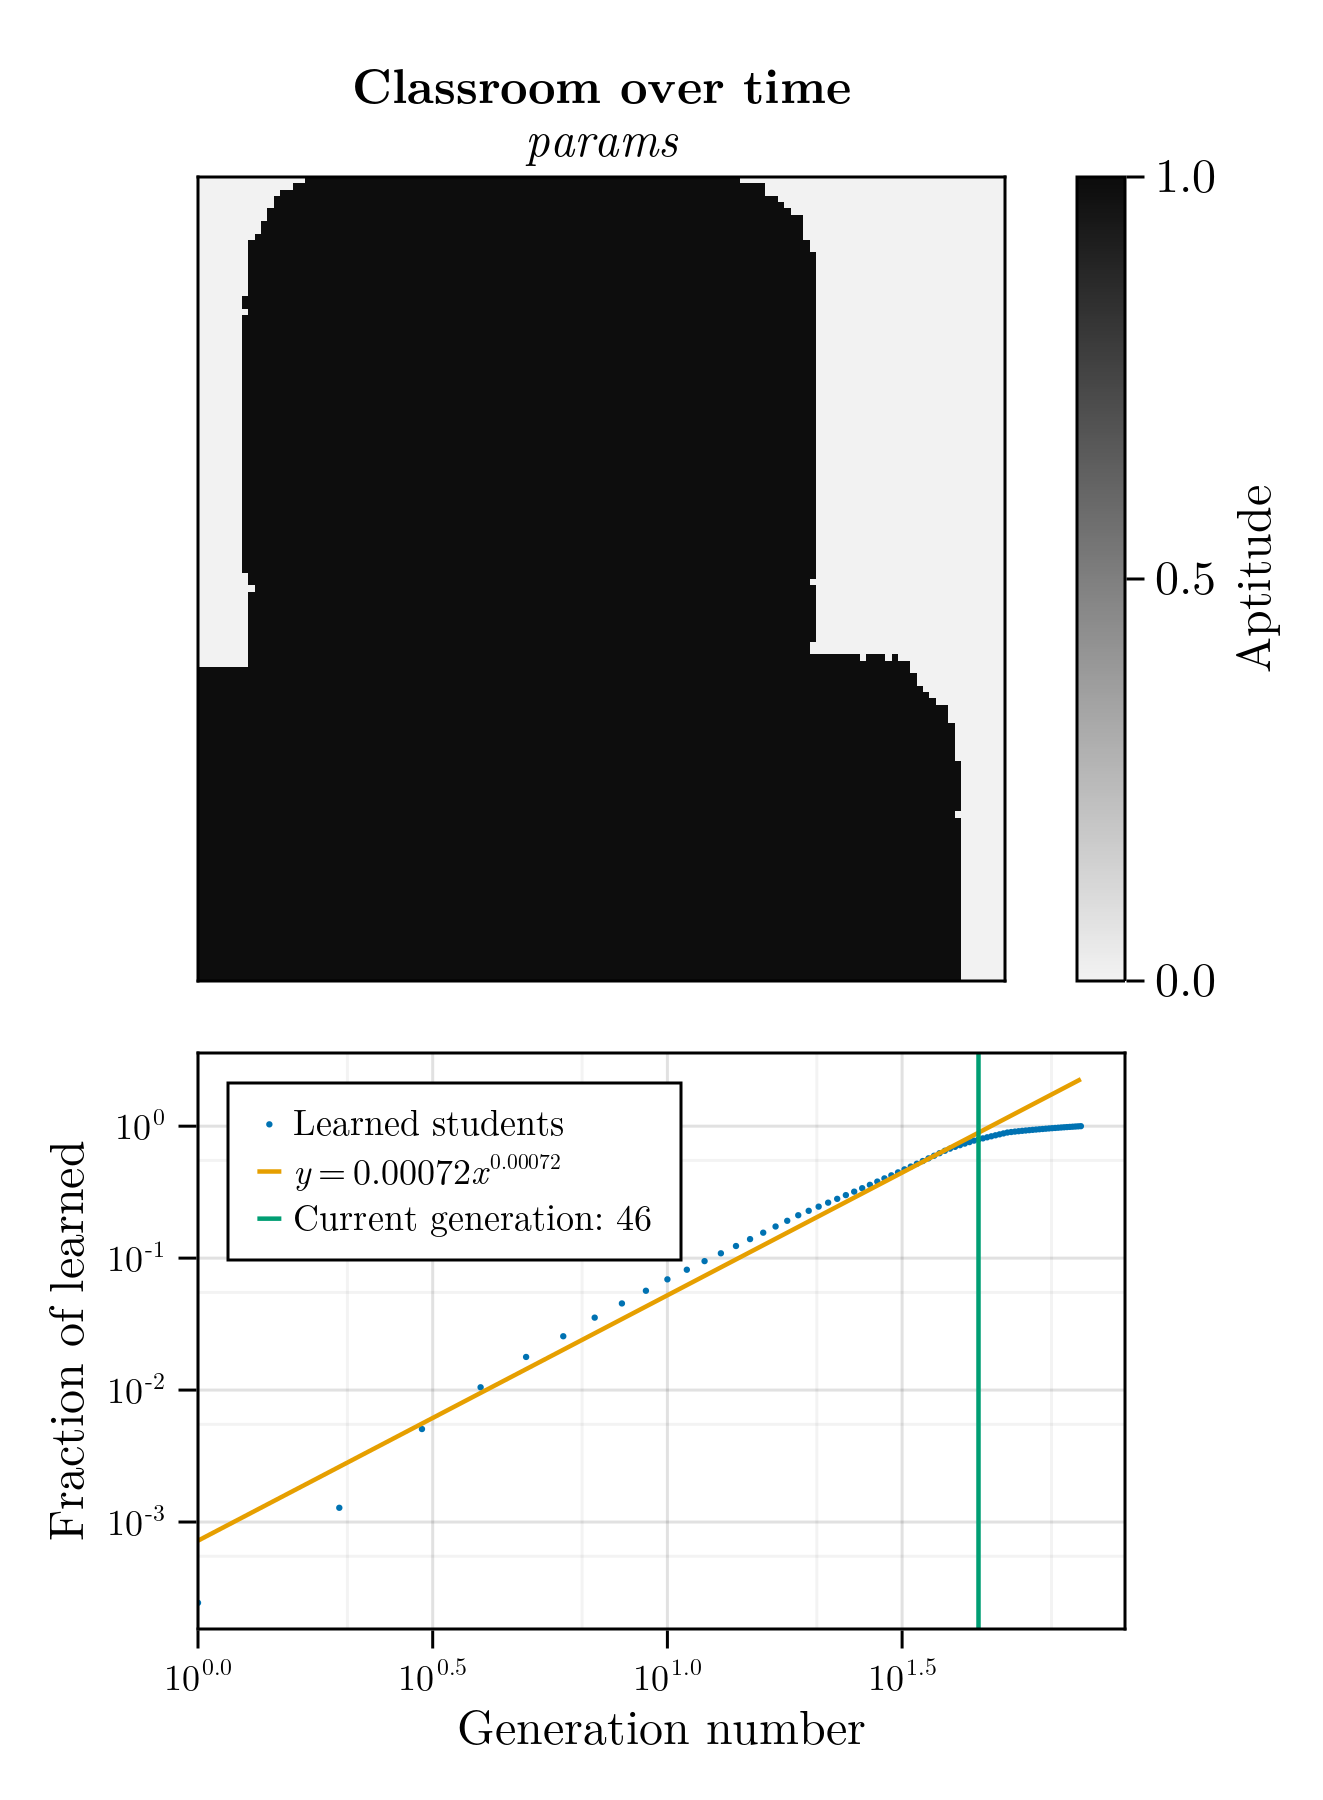 Classroom over time
params
1.0
0.5
0.0
Aptitude
Learned students
y = 0.00072x^0.00072
Current generation: 46
10^0
10^-1
10^-2
10^-3
Fraction of learned
10^0.0 10^0.5 10^1.0 10^1.5
Generation number